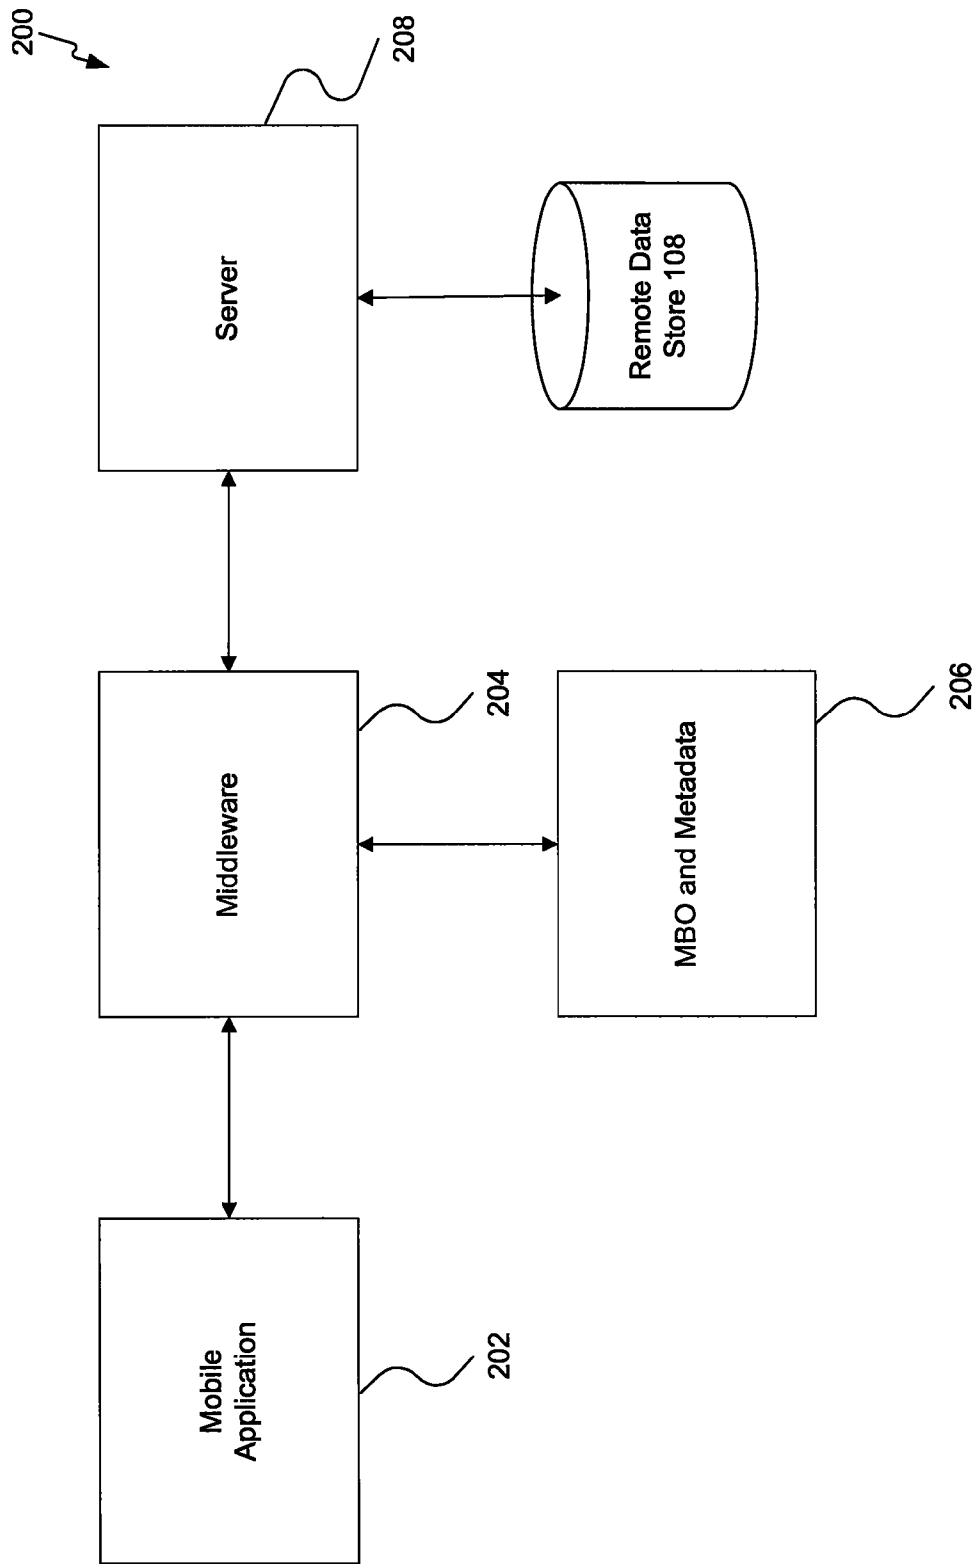 200
Mobile
Application
202
Middleware
204
Server
208
MBO and Metadata
206
Remote Data
Store 108